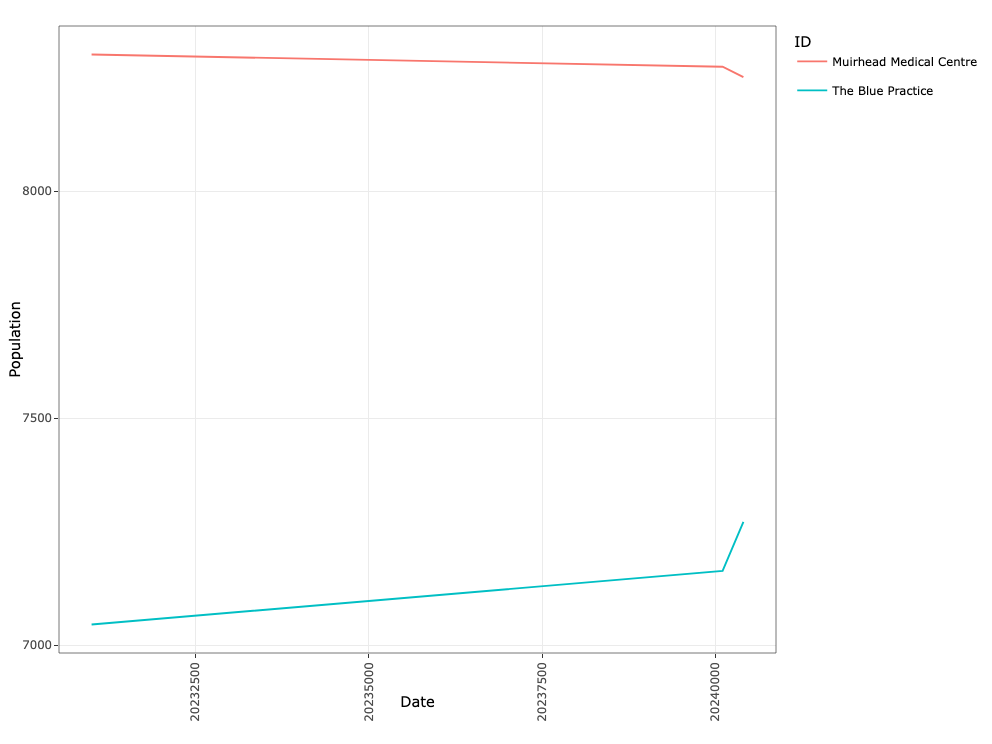 ID
Muirhead Medical Centre
The Blue Practice
8000
7500
7000
Population
20232500
20235000
20237500
20240000
Date